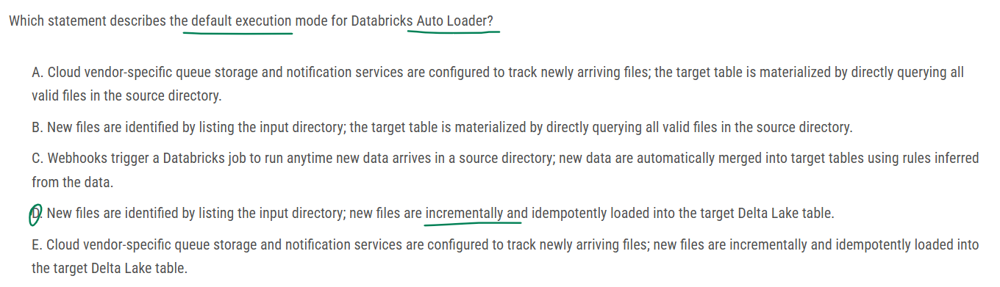 Which statement describes the default execution mode for Databricks Auto Loader?
A. Cloud vendor-specific queue storage and notification services are configured to track newly arriving files; the target table is materialized by directly querying all
valid files in the source directory.
B. New files are identified by listing the input directory; the target table is materialized by directly querying all valid files in the source directory.
C. Webhooks trigger a Databricks job to run anytime new data arrives in a source directory; new data are automatically merged into target tables using rules inferred
from the data.
D. New files are identified by listing the input directory; new files are incrementally and idempotently loaded into the target Delta Lake table.
E. Cloud vendor-specific queue storage and notification services are configured to track newly arriving files; new files are incrementally and idempotently loaded into
the target Delta Lake table.